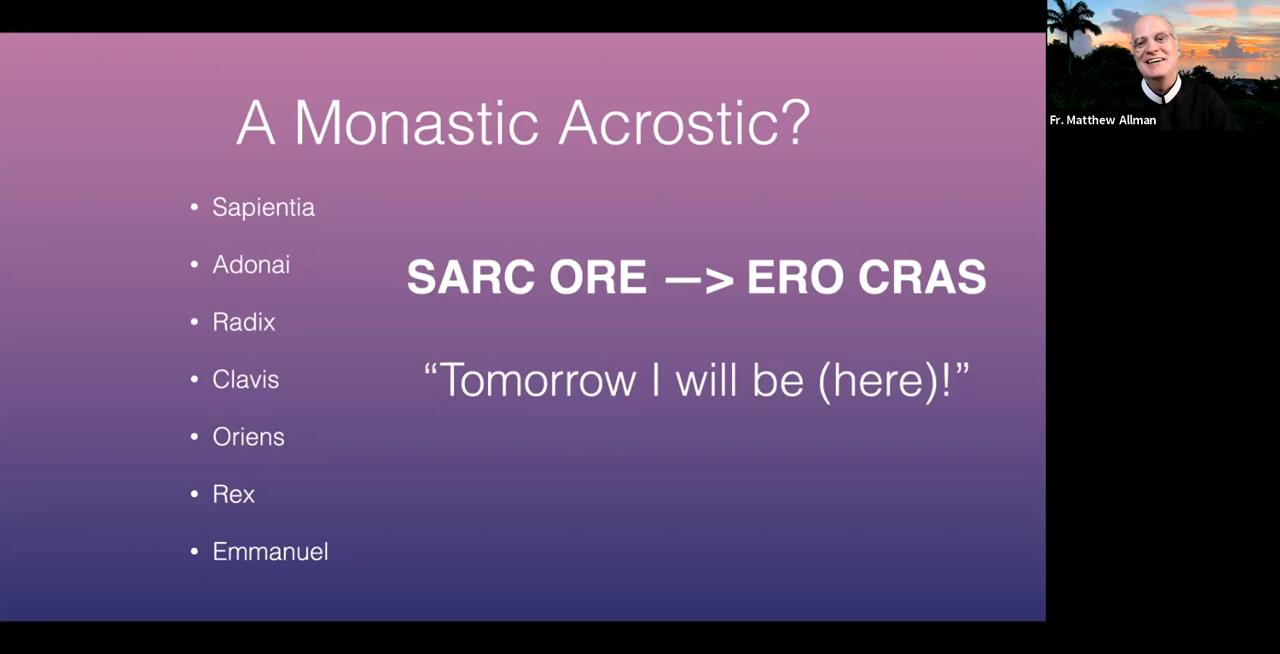 A Monastic Acrostic?
• Sapientia
• Adonai
• Radix
• Clavis
• Oriens
• Rex
• Emmanuel
SARC ORE —> ERO CRAS
“Tomorrow I will be (here)!”
Fr. Matthew Allman